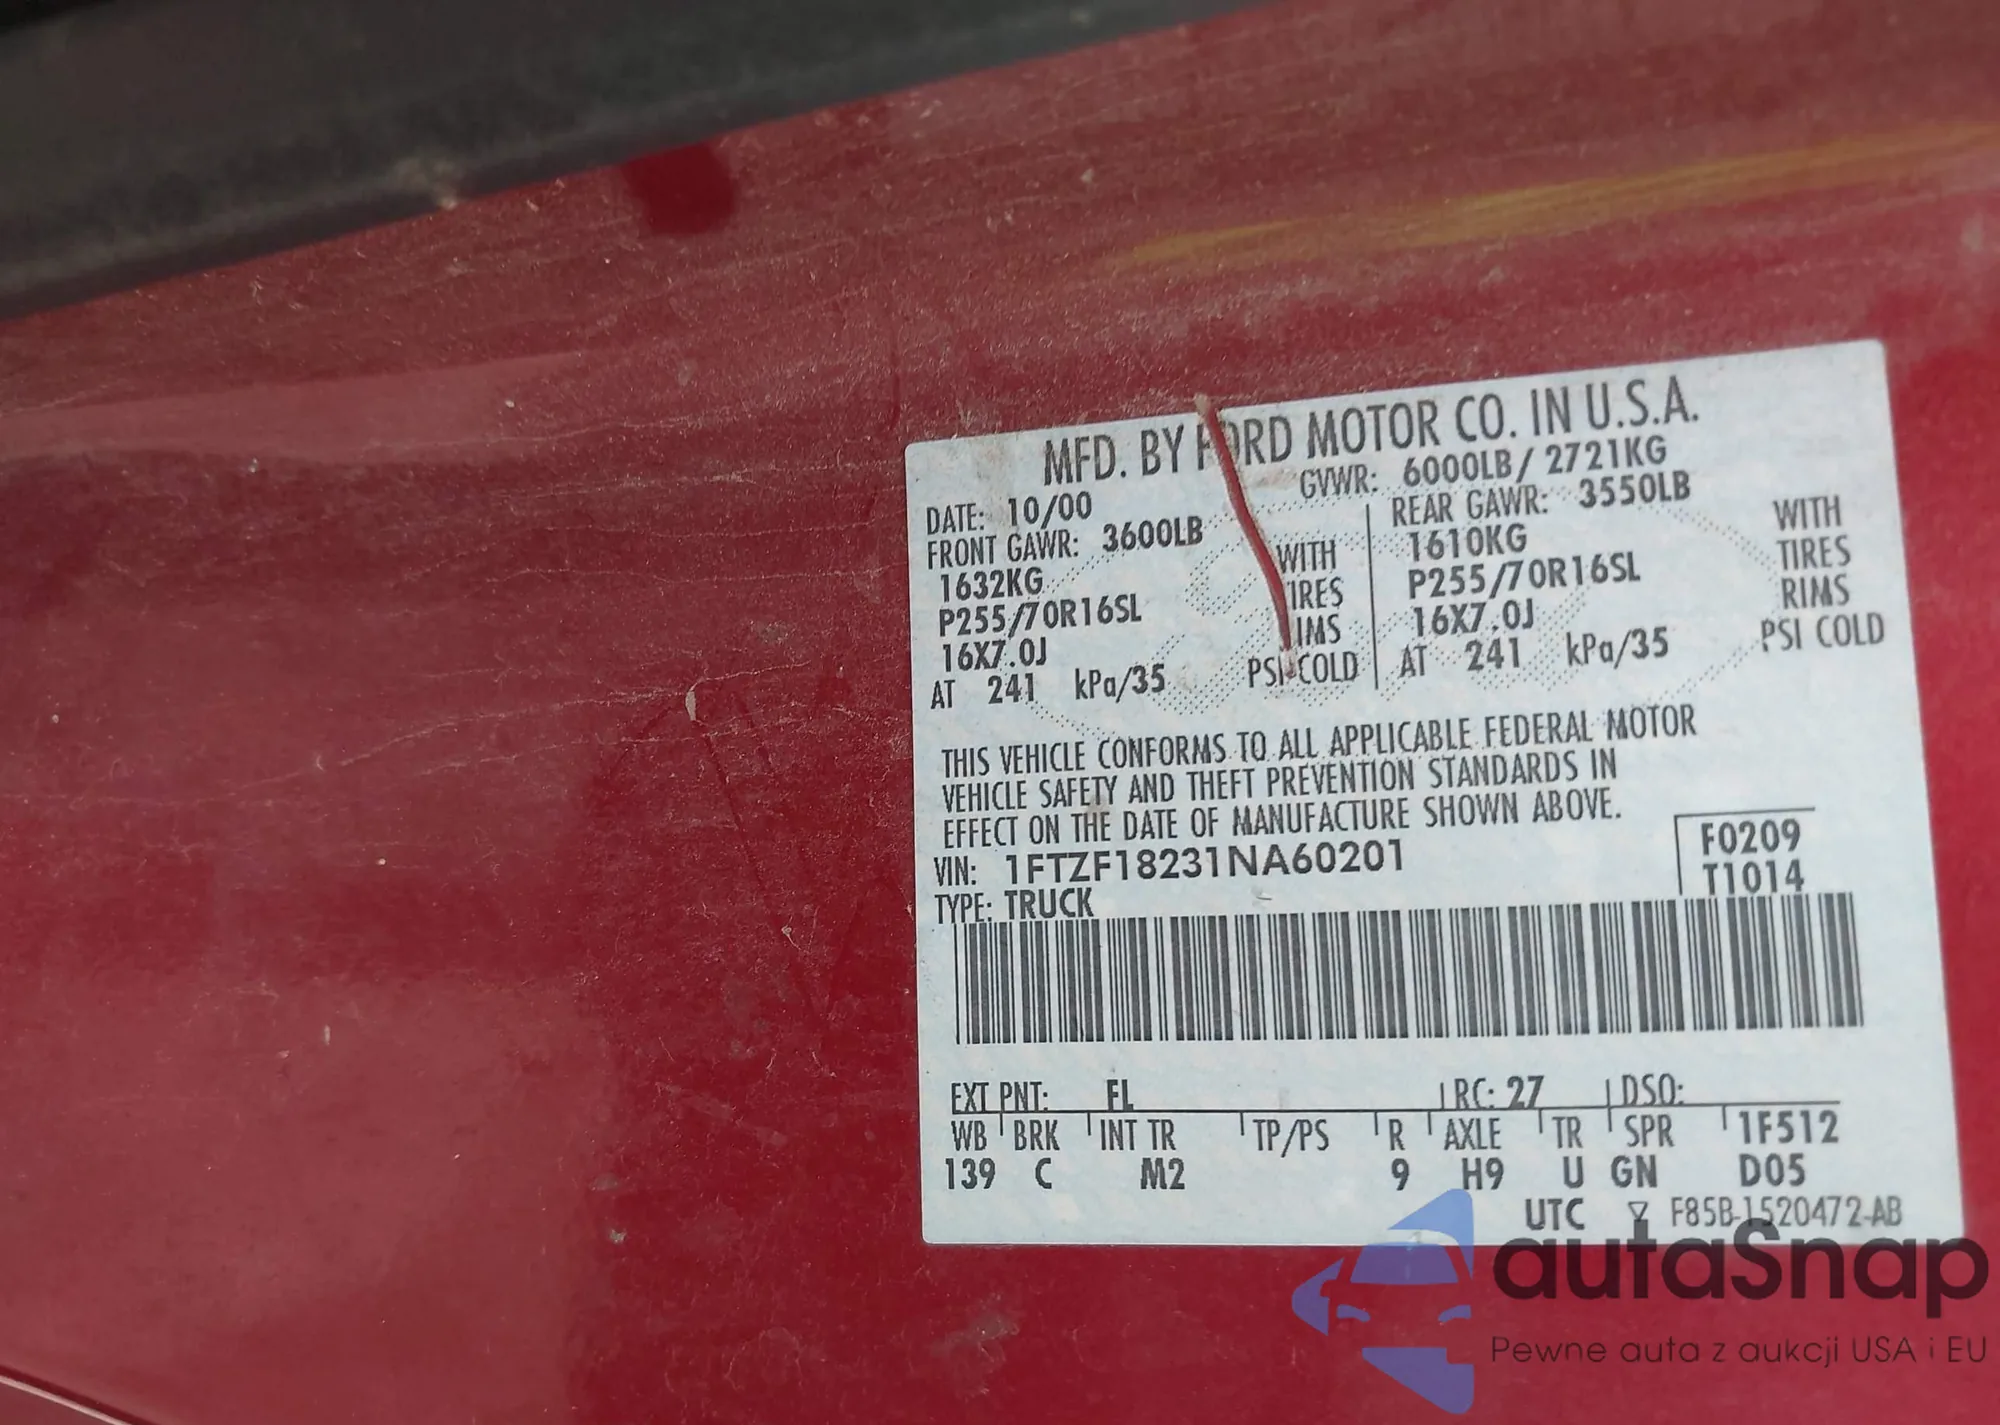 MFD. BY FORD MOTOR CO. IN U.S.A.
DATE: 10/00 GVWR: 6000LB/ 2721KG
FRONT GAWR: 3600LB REAR GAWR: 3550LB
1632KG WITH 1610KG WITH
P255/70R16SL TIRES P255/70R16SL TIRES
16X7.0J RIMS 16X7.0J RIMS
AT 241 kPa/35 PSI COLD AT 241 kPa/35 PSI COLD
THIS VEHICLE CONFORMS TO ALL APPLICABLE FEDERAL MOTOR
VEHICLE SAFETY AND THEFT PREVENTION STANDARDS IN
EFFECT ON THE DATE OF MANUFACTURE SHOWN ABOVE.
VIN: 1FTZF18231NA60201 F0209
TYPE: TRUCK T1014
EXT PNT: FL RC: 27 DSO:
WB BRK INT TR TP/PS R AXLE TR SPR 1F512
139 C M2 9 H9 U GN D05
UTC F85B-1520472-AB
autaSnap
Pewne auta z aukcji USA i EU